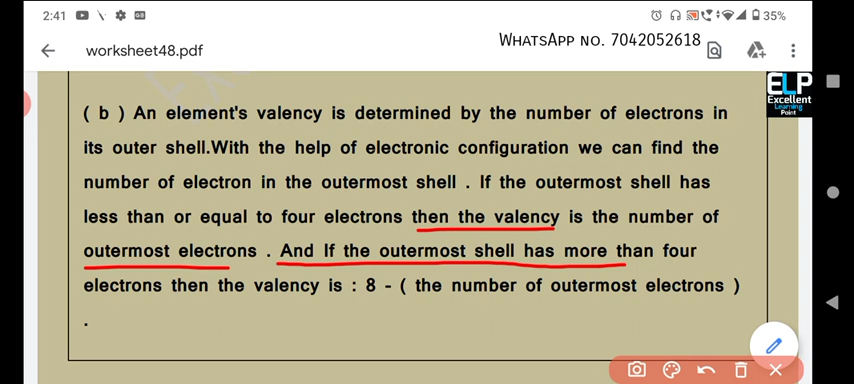 2:41
35%
WHATSAPP NO. 7042052618
worksheet48.pdf
ELP
Excellent
Learning
Point
( b ) An element's valency is determined by the number of electrons in
its outer shell.With the help of electronic configuration we can find the
number of electron in the outermost shell . If the outermost shell has
less than or equal to four electrons then the valency is the number of
outermost electrons . And If the outermost shell has more than four
electrons then the valency is : 8 - ( the number of outermost electrons )
.